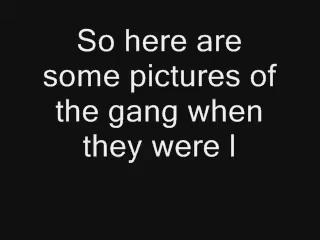 So here are
some pictures of
the gang when
they were l